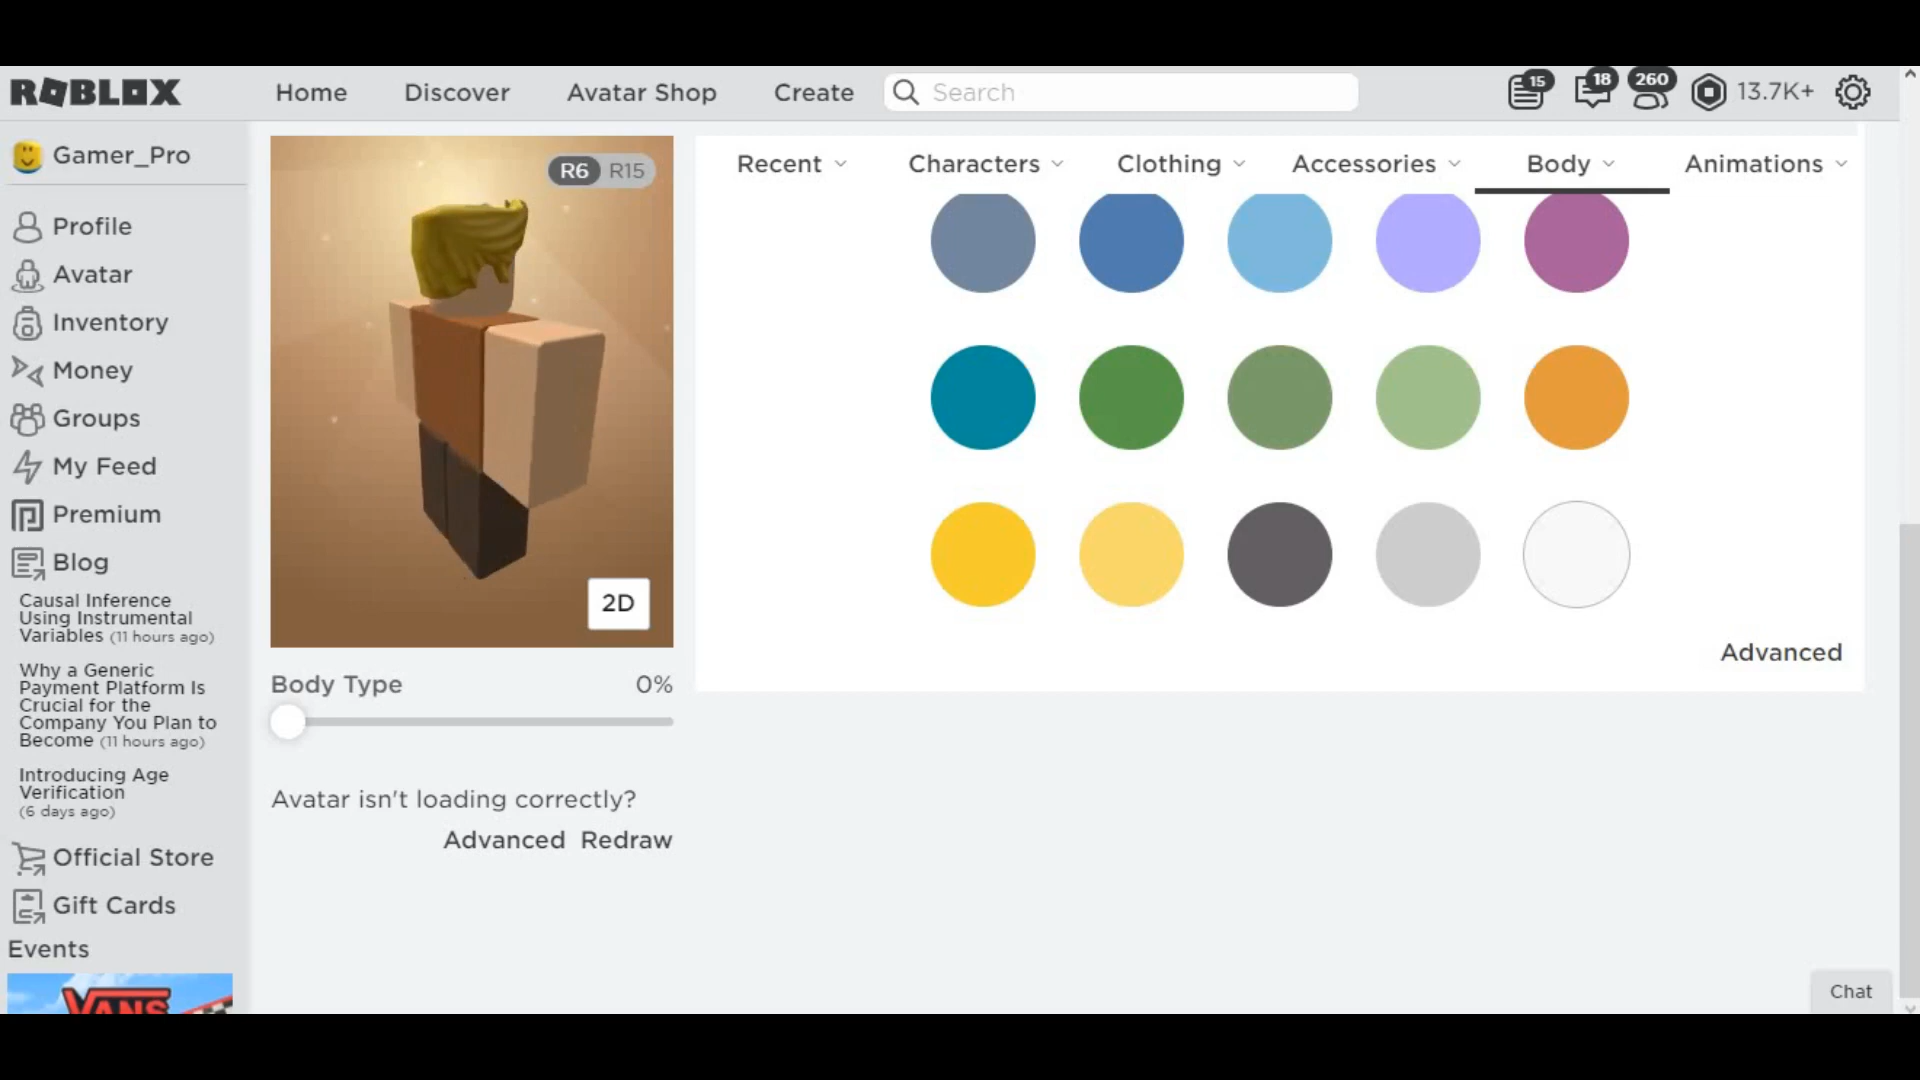 ROBLOX
Home
Discover
Avatar Shop
Create
Search
15
18
260
13.7K+
Gamer_Pro
Profile
Avatar
Inventory
Money
Groups
My Feed
Premium
Blog
Causal Inference
Using Instrumental
Variables (11 hours ago)
Why a Generic
Payment Platform Is
Crucial for the
Company You Plan to
Become (11 hours ago)
Introducing Age
Verification
(6 days ago)
Official Store
Gift Cards
Events
VANS
R6 R15
2D
Body Type 0%
Avatar isn't loading correctly?
Advanced Redraw
Recent
Characters
Clothing
Accessories
Body
Animations
Advanced
Chat